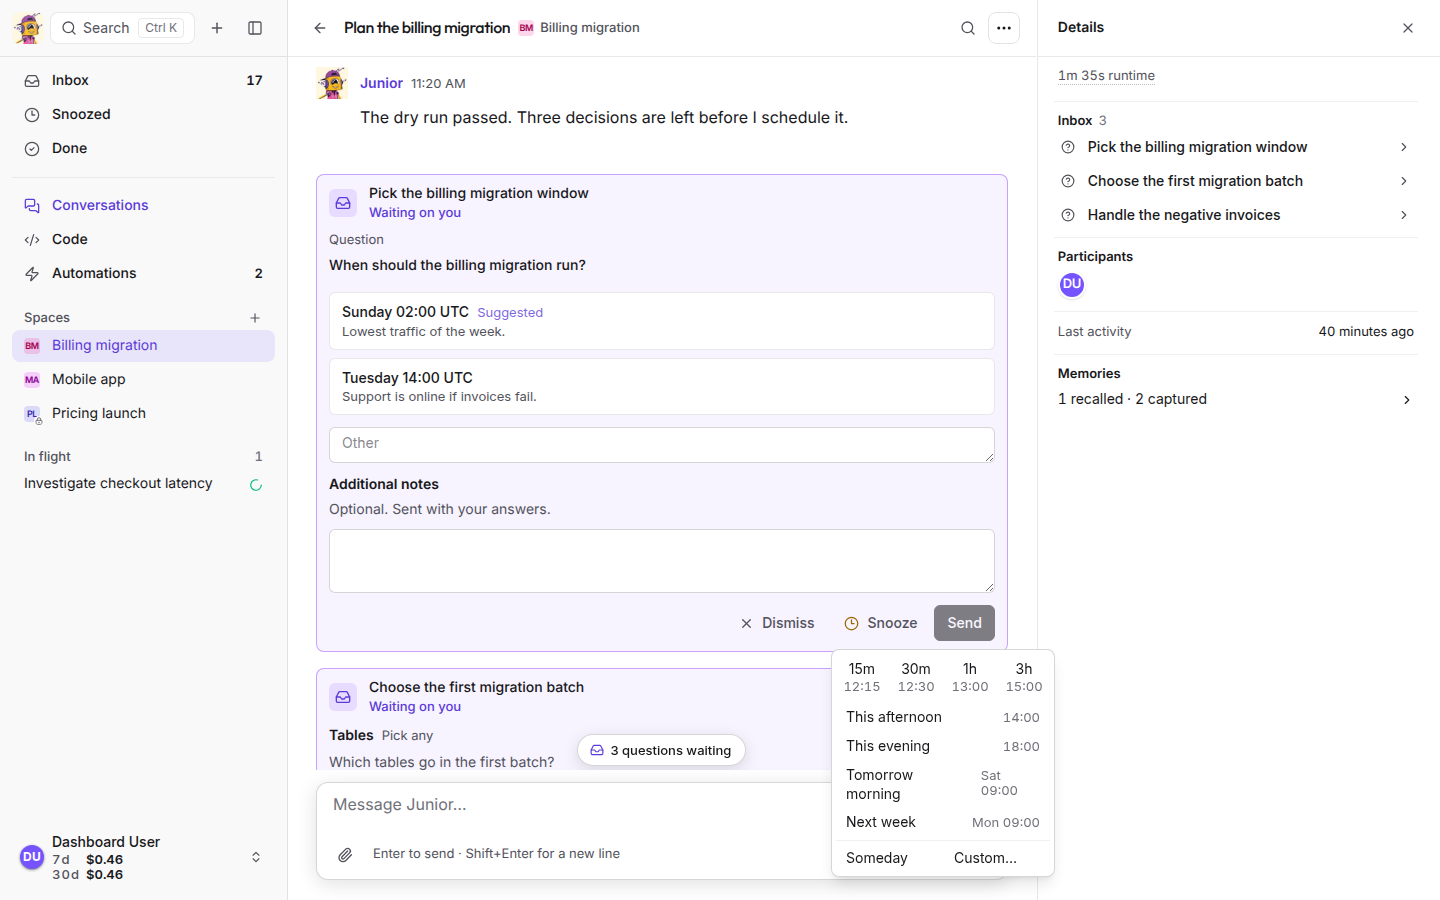 Search Ctrl K
Inbox 17
Snoozed
Done
Conversations
Code
Automations 2
Spaces
BM Billing migration
MA Mobile app
PL Pricing launch
In flight 1
Investigate checkout latency
DU Dashboard User
7d $0.46
30d $0.46
Plan the billing migration BM Billing migration
Junior 11:20 AM
The dry run passed. Three decisions are left before I schedule it.
Pick the billing migration window
Waiting on you
Question
When should the billing migration run?
Sunday 02:00 UTC Suggested
Lowest traffic of the week.
Tuesday 14:00 UTC
Support is online if invoices fail.
Other
Additional notes
Optional. Sent with your answers.
Dismiss Snooze Send
Choose the first migration batch
Waiting on you
Tables Pick any
Which tables go in the first batch?
3 questions waiting
Message Junior...
Enter to send · Shift+Enter for a new line
15m 30m 1h 3h
12:15 12:30 13:00 15:00
This afternoon 14:00
This evening 18:00
Tomorrow morning Sat 09:00
Next week Mon 09:00
Someday Custom...
Details
1m 35s runtime
Inbox 3
Pick the billing migration window
Choose the first migration batch
Handle the negative invoices
Participants
DU
Last activity 40 minutes ago
Memories
1 recalled · 2 captured